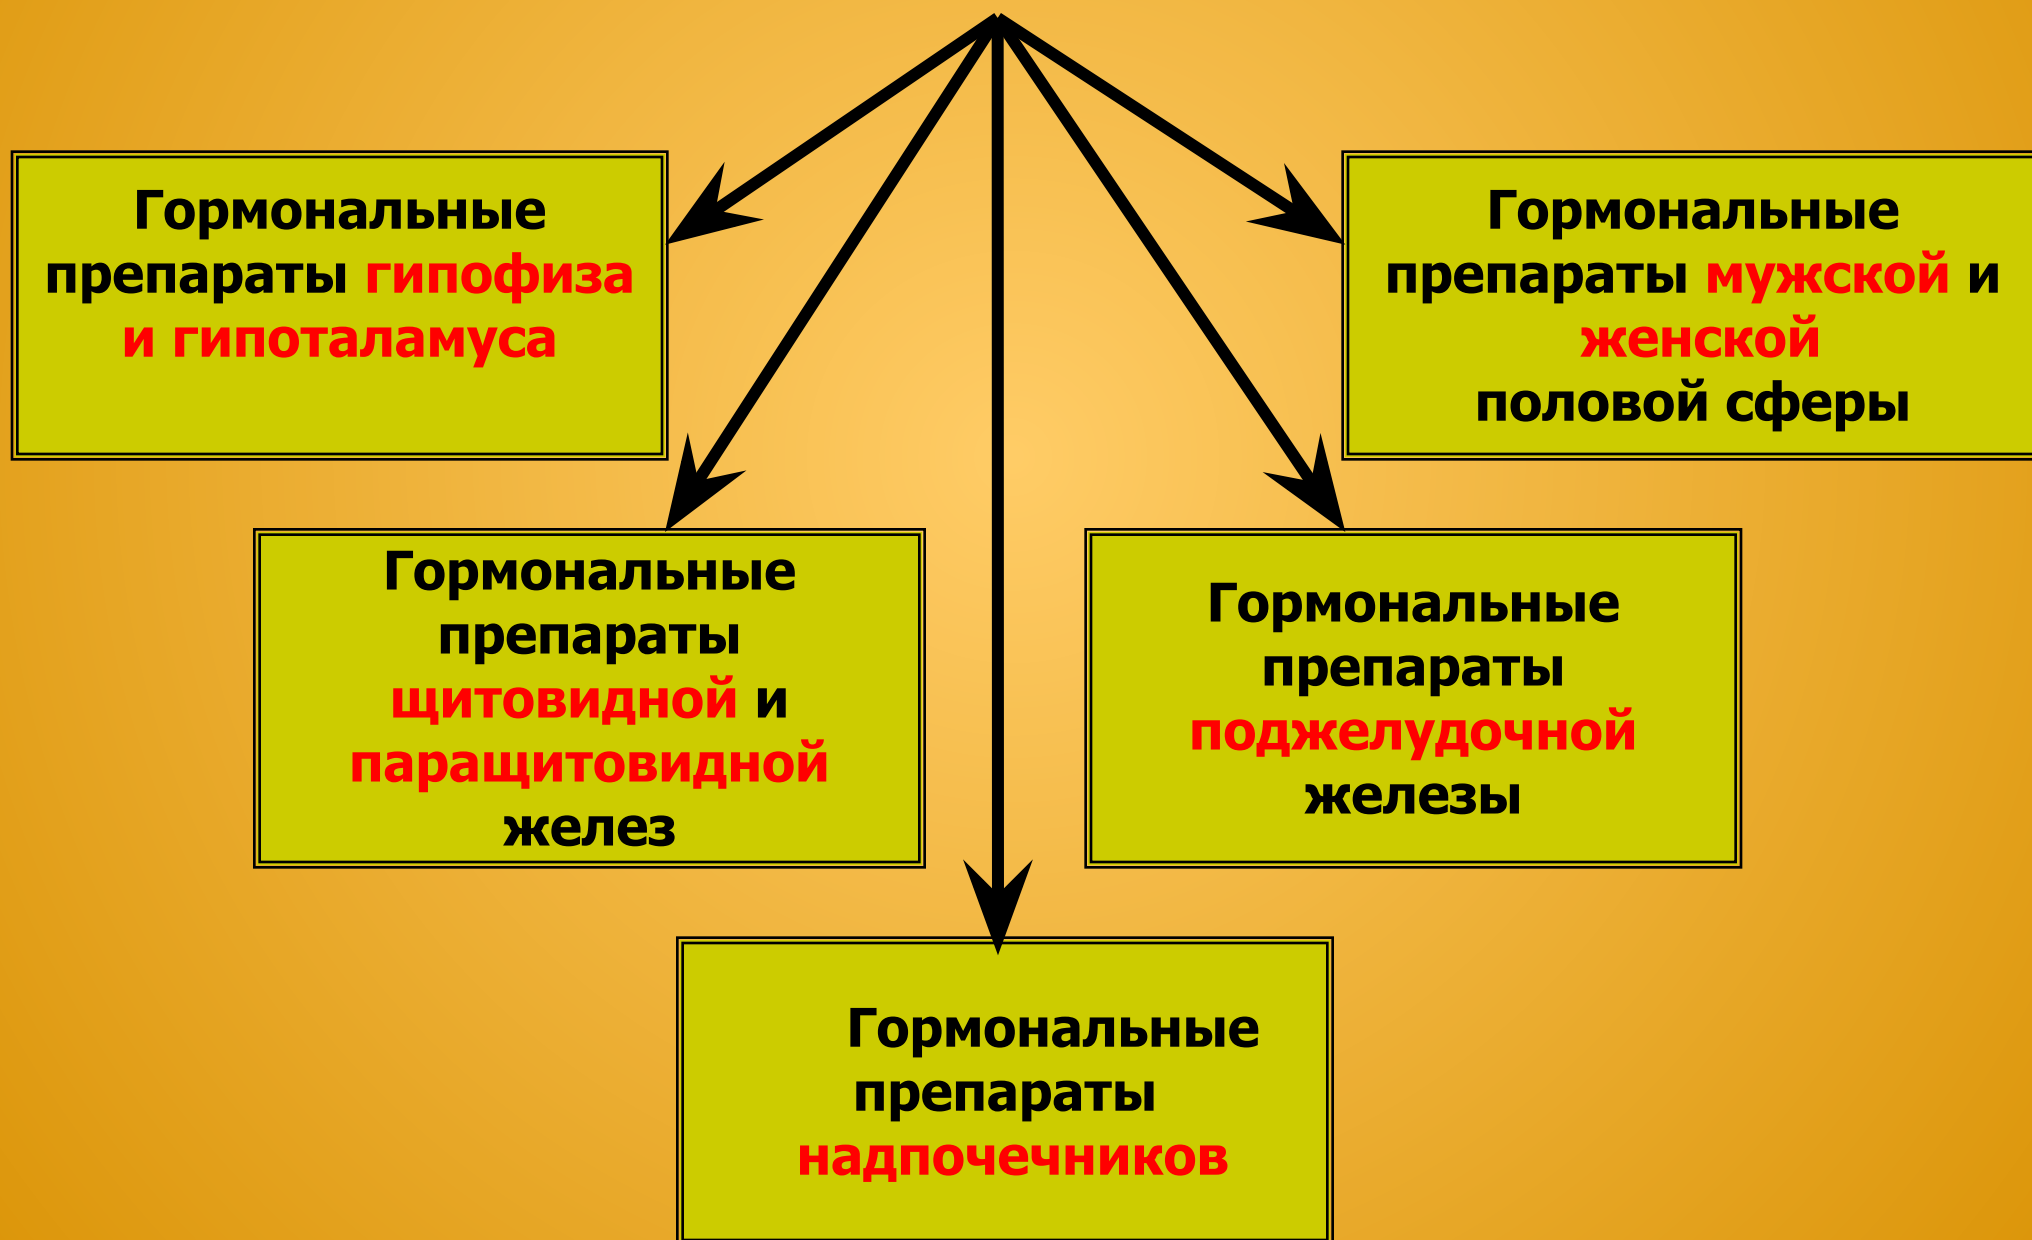 Гормональные
препараты гипофиза
и гипоталамуса
Гормональные
препараты мужской и
женской
половой сферы
Гормональные
препараты
щитовидной и
паращитовидной
желез
Гормональные
препараты
поджелудочной
железы
Гормональные
препараты
надпочечников